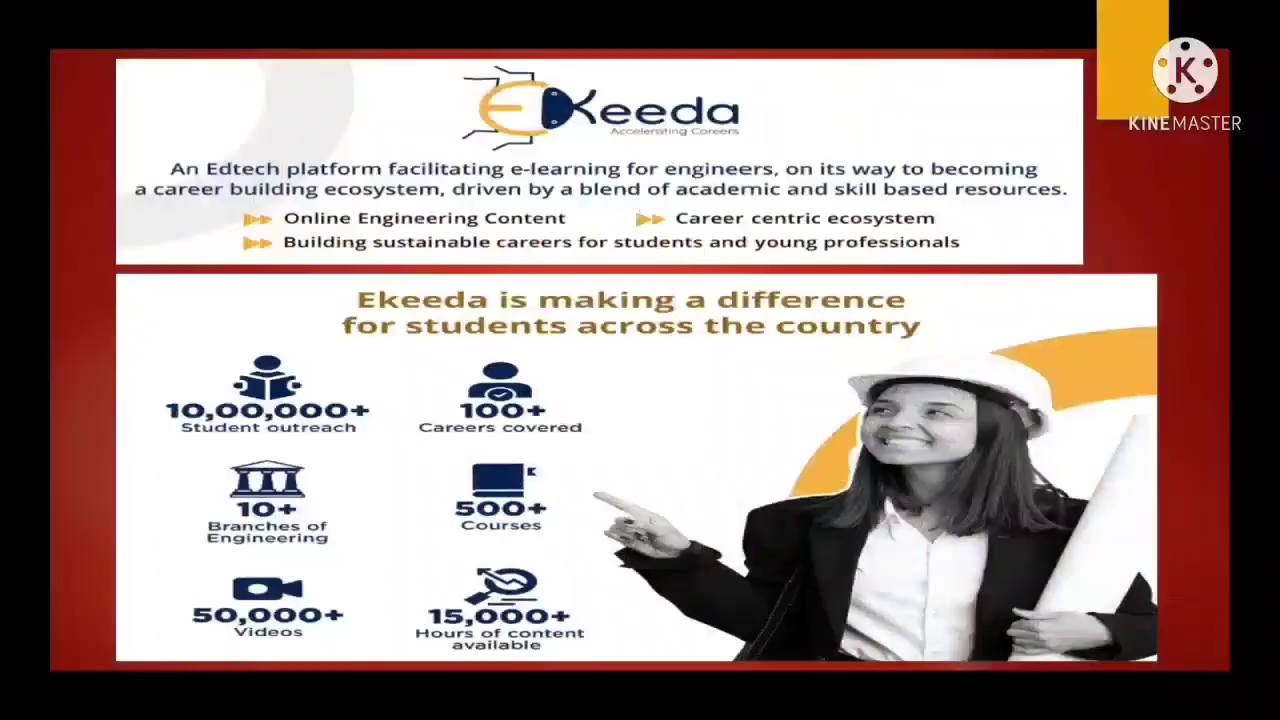 EKeeda
Accelerating Careers
KINEMASTER
An Edtech platform facilitating e-learning for engineers, on its way to becoming
a career building ecosystem, driven by a blend of academic and skill based resources.
Online Engineering Content
Career centric ecosystem
Building sustainable careers for students and young professionals
Ekeeda is making a difference
for students across the country
10,00,000+
Student outreach
100+
Careers covered
10+
Branches of
Engineering
500+
Courses
50,000+
Videos
15,000+
Hours of content
available